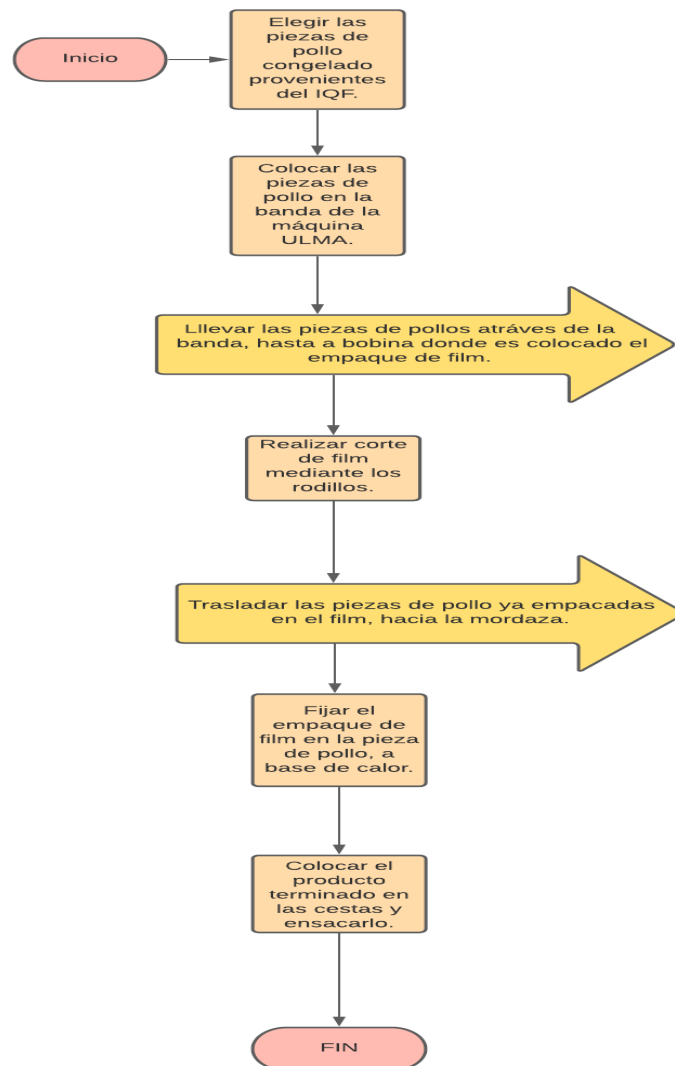 Inicio
Elegir las
piezas de
pollo
congelado
provenientes
del IQF.
Colocar las
piezas de
pollo en la
banda de la
máquina
ULMA.
Lllevar las piezas de pollos atráves de la
banda, hasta a bobina donde es colocado el
empaque de film.
Realizar corte
de film
mediante los
rodillos.
Trasladar las piezas de pollo ya empacadas
en el film, hacia la mordaza.
Fijar el
empaque de
film en la pieza
de pollo, a
base de calor.
Colocar el
producto
terminado en
las cestas y
ensacarlo.
FIN